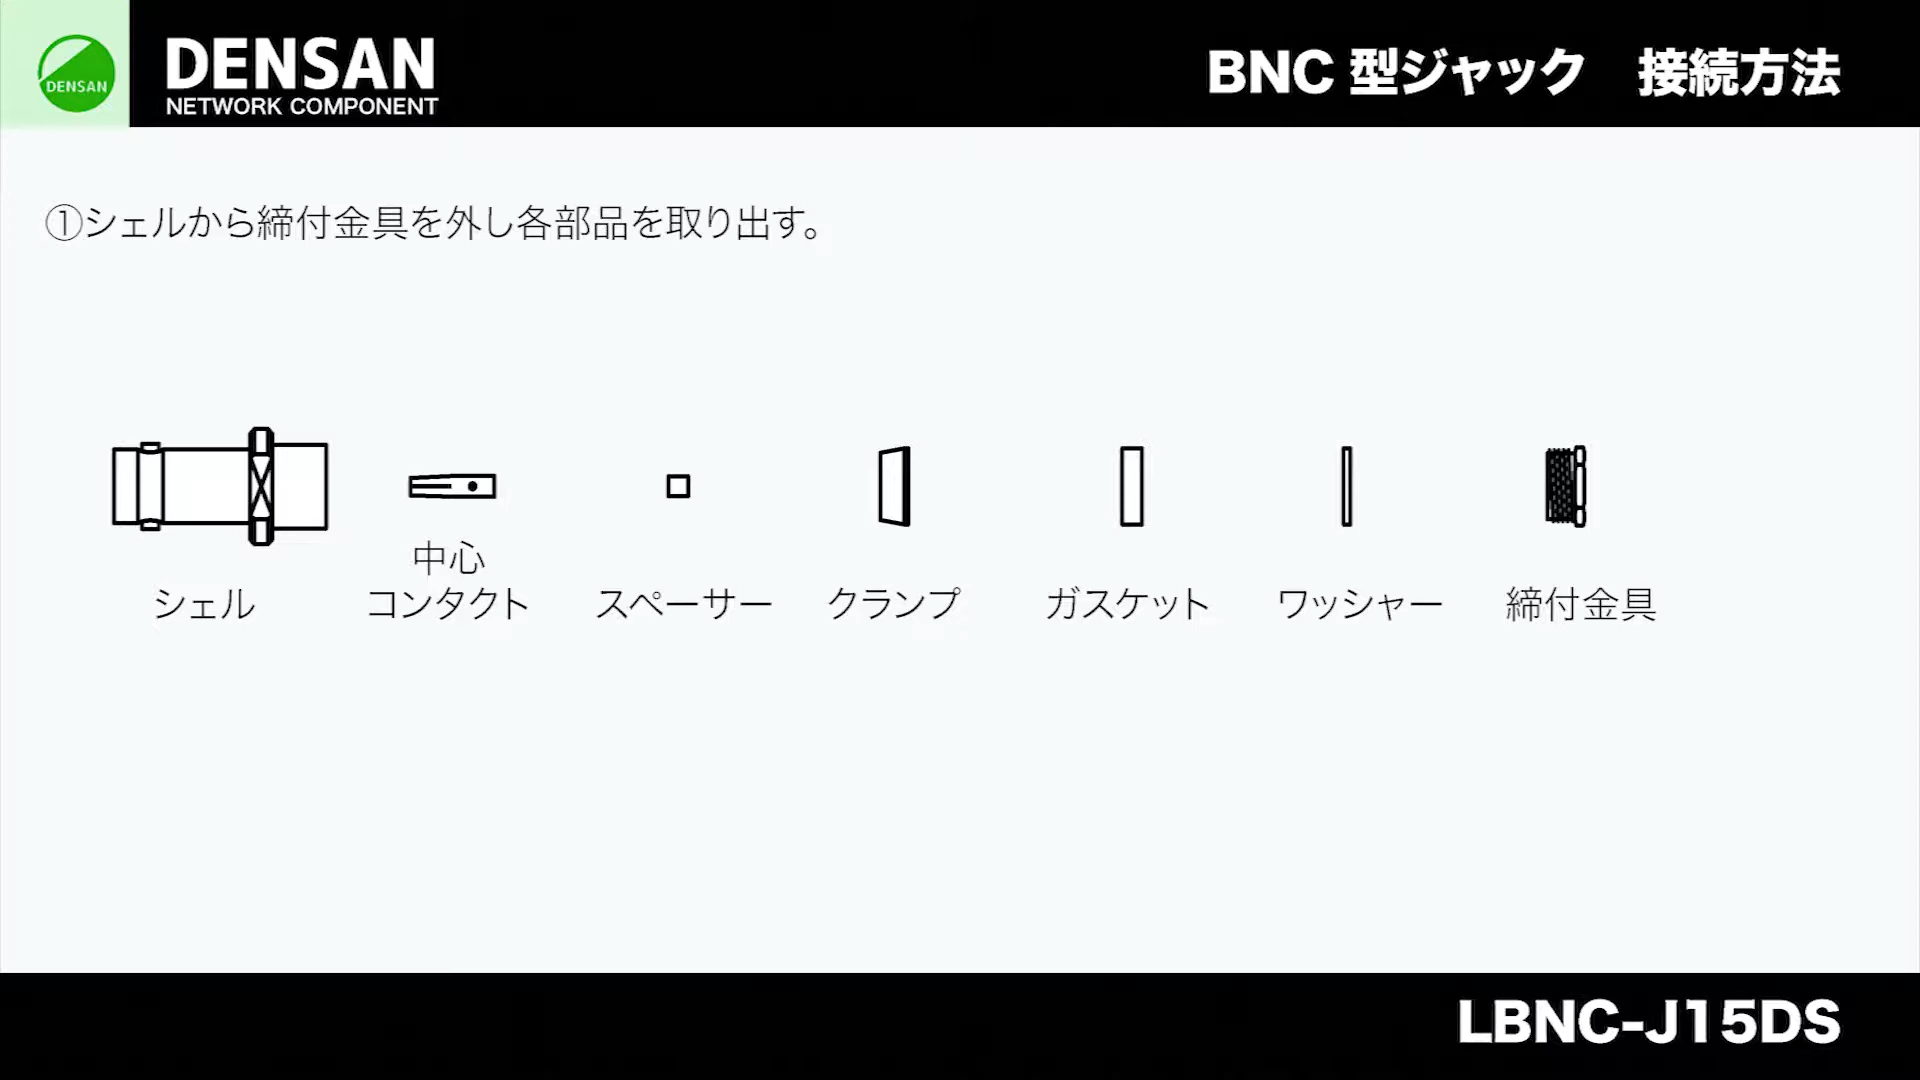 DENSAN
DENSAN
NETWORK COMPONENT
BNC 型ジャック　接続方法
①シェルから締付金具を外し各部品を取り出す。
シェル
中心
コンタクト
スペーサー
クランプ
ガスケット
ワッシャー
締付金具
LBNC-J15DS